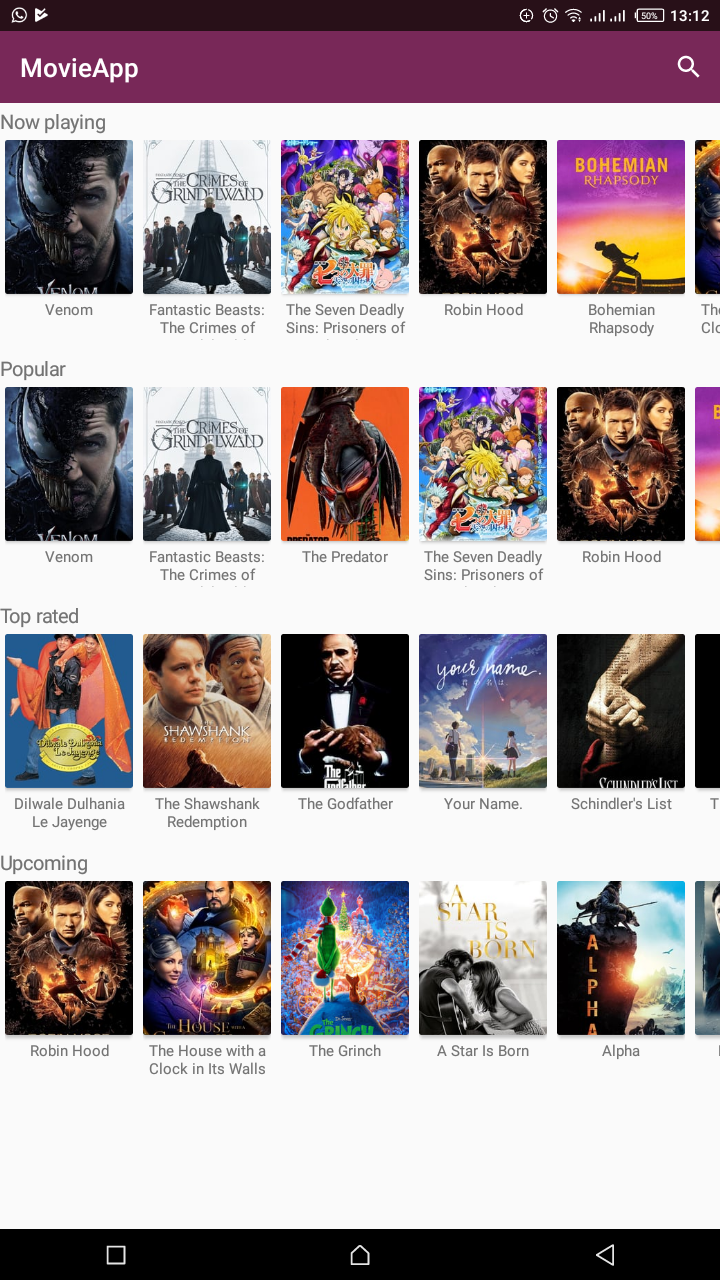 50%
13:12
MovieApp
Now playing
VENOM
THE CRIMES OF
GRINDELWALD
BOHEMIAN
RHAPSODY
Venom
Fantastic Beasts:
The Crimes of
The Seven Deadly
Sins: Prisoners of
Robin Hood
Bohemian
Rhapsody
Popular
VENOM
THE CRIMES OF
GRINDELWALD
PREDATOR
Venom
Fantastic Beasts:
The Crimes of
The Predator
The Seven Deadly
Sins: Prisoners of
Robin Hood
Top rated
Dilwale Dulhania
Le Jayenge
SHAWSHANK
REDEMPTION
The
Godfather
your name.
君の名は
SCHINDLER'S LIST
Dilwale Dulhania
Le Jayenge
The Shawshank
Redemption
The Godfather
Your Name.
Schindler's List
Upcoming
THE HOUSE WITH A
THE
GRINCH
A
STAR
IS
BORN
ALPHA
Robin Hood
The House with a
Clock in Its Walls
The Grinch
A Star Is Born
Alpha